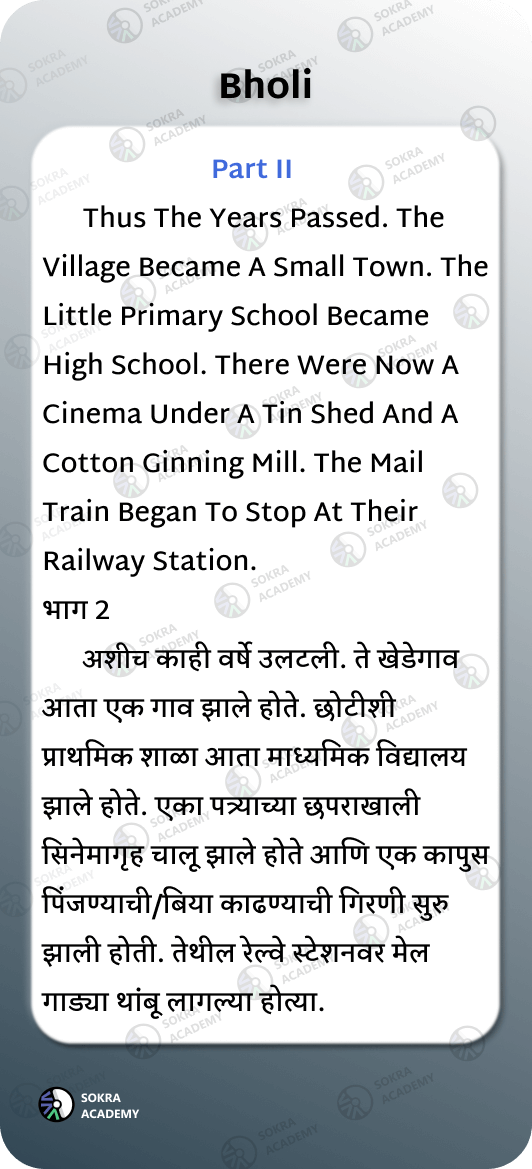 Bholi
Part II
Thus The Years Passed. The
Village Became A Small Town. The
Little Primary School Became
High School. There Were Now A
Cinema Under A Tin Shed And A
Cotton Ginning Mill. The Mail
Train Began To Stop At Their
Railway Station.
भाग 2
अशीच काही वर्षे उलटली. ते खेडेगाव
आता एक गाव झाले होते. छोटीशी
प्राथमिक शाळा आता माध्यमिक विद्यालय
झाले होते. एका पत्र्याच्या छपराखाली
सिनेमागृह चालू झाले होते आणि एक कापुस
पिंजण्याची/बिया काढण्याची गिरणी सुरु
झाली होती. तेथील रेल्वे स्टेशनवर मेल
गाड्या थांबू लागल्या होत्या.
SOKRA
ACADEMY